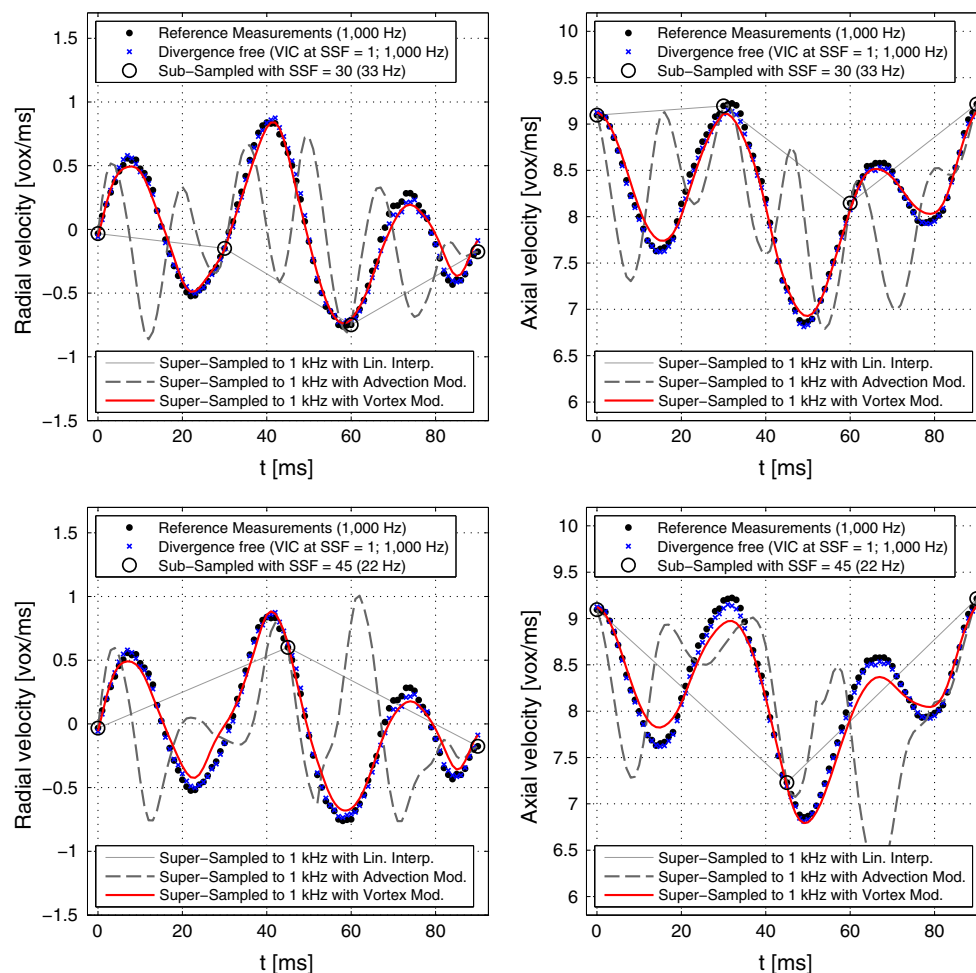 Reference Measurements (1,000 Hz)
Divergence free (VIC at SSF = 1; 1,000 Hz)
Sub−Sampled with SSF = 30 (33 Hz)
1.5
1
0.5
0
−0.5
−1
−1.5
Radial velocity [vox/ms]
Super−Sampled to 1 kHz with Lin. Interp.
Super−Sampled to 1 kHz with Advection Mod.
Super−Sampled to 1 kHz with Vortex Mod.
0 20 40 60 80
t [ms]
Reference Measurements (1,000 Hz)
Divergence free (VIC at SSF = 1; 1,000 Hz)
Sub−Sampled with SSF = 30 (33 Hz)
10
9.5
9
8.5
8
7.5
7
6.5
6
Axial velocity [vox/ms]
Super−Sampled to 1 kHz with Lin. Interp.
Super−Sampled to 1 kHz with Advection Mod.
Super−Sampled to 1 kHz with Vortex Mod.
0 20 40 60 80
t [ms]
Reference Measurements (1,000 Hz)
Divergence free (VIC at SSF = 1; 1,000 Hz)
Sub−Sampled with SSF = 45 (22 Hz)
1.5
1
0.5
0
−0.5
−1
−1.5
Radial velocity [vox/ms]
Super−Sampled to 1 kHz with Lin. Interp.
Super−Sampled to 1 kHz with Advection Mod.
Super−Sampled to 1 kHz with Vortex Mod.
0 20 40 60 80
t [ms]
Reference Measurements (1,000 Hz)
Divergence free (VIC at SSF = 1; 1,000 Hz)
Sub−Sampled with SSF = 45 (22 Hz)
10
9.5
9
8.5
8
7.5
7
6.5
6
Axial velocity [vox/ms]
Super−Sampled to 1 kHz with Lin. Interp.
Super−Sampled to 1 kHz with Advection Mod.
Super−Sampled to 1 kHz with Vortex Mod.
0 20 40 60 80
t [ms]